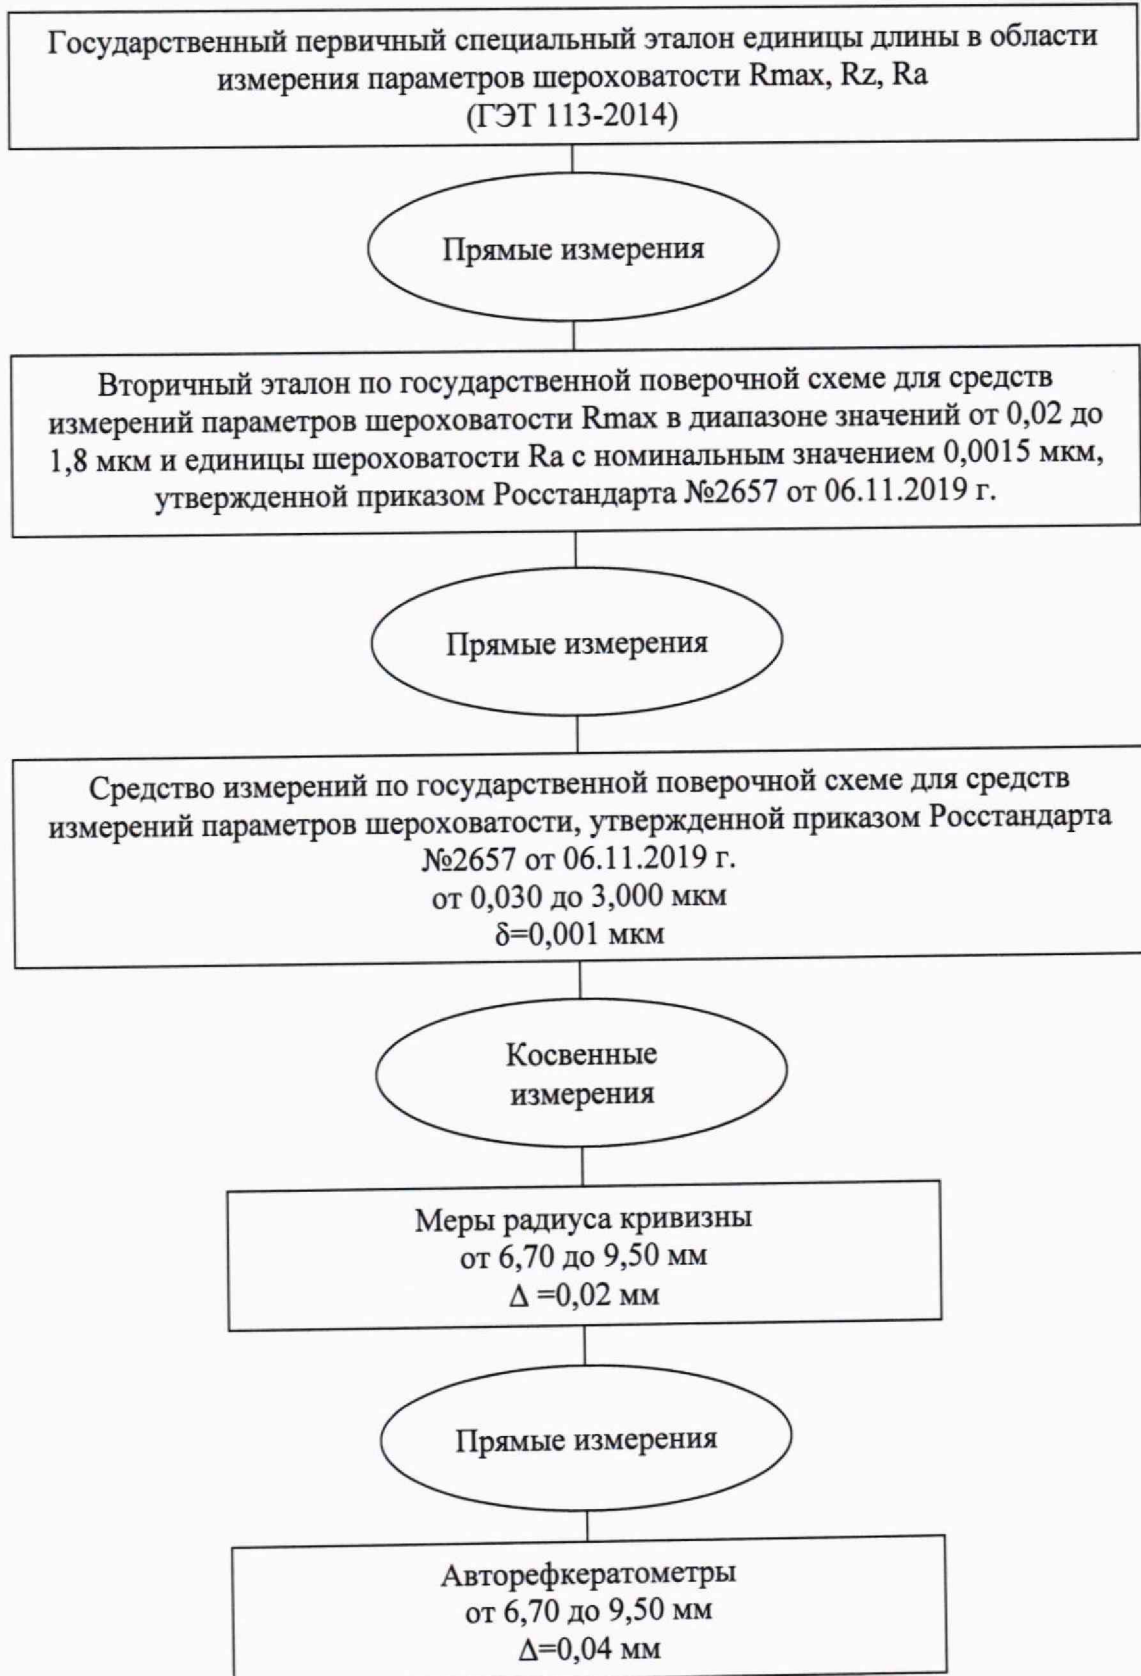 Государственный первичный специальный эталон единицы длины в области
измерения параметров шероховатости Rmax, Rz, Ra
(ГЭТ 113-2014)
Прямые измерения
Вторичный эталон по государственной поверочной схеме для средств
измерений параметров шероховатости Rmax в диапазоне значений от 0,02 до
1,8 мкм и единицы шероховатости Ra с номинальным значением 0,0015 мкм,
утвержденной приказом Росстандарта №2657 от 06.11.2019 г.
Прямые измерения
Средство измерений по государственной поверочной схеме для средств
измерений параметров шероховатости, утвержденной приказом Росстандарта
№2657 от 06.11.2019 г.
от 0,030 до 3,000 мкм
δ=0,001 мкм
Косвенные
измерения
Меры радиуса кривизны
от 6,70 до 9,50 мм
Δ =0,02 мм
Прямые измерения
Авторефкератометры
от 6,70 до 9,50 мм
Δ=0,04 мм